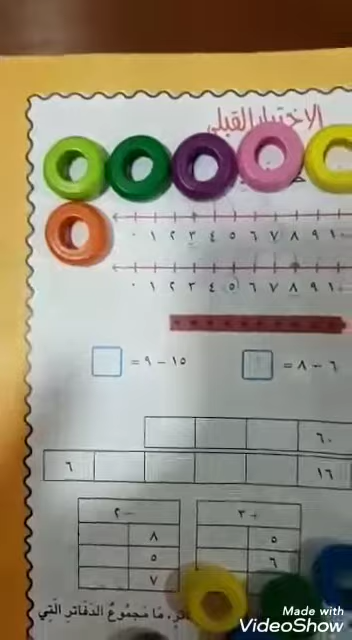 الاختبار القبلي
٠ ١ ٢ ٣ ٤ ٥ ٦ ٧ ٨ ٩ ١٠
٠ ١ ٢ ٣ ٤ ٥ ٦ ٧ ٨ ٩ ١٠
٦ - ٨ =
١٥ - ٩ =
٦٠
١٦ ٦
+ ٣
٥
٦
- ٢
٨
٥
٧
ما مجموع الدفاتر التي
Made with
VideoShow